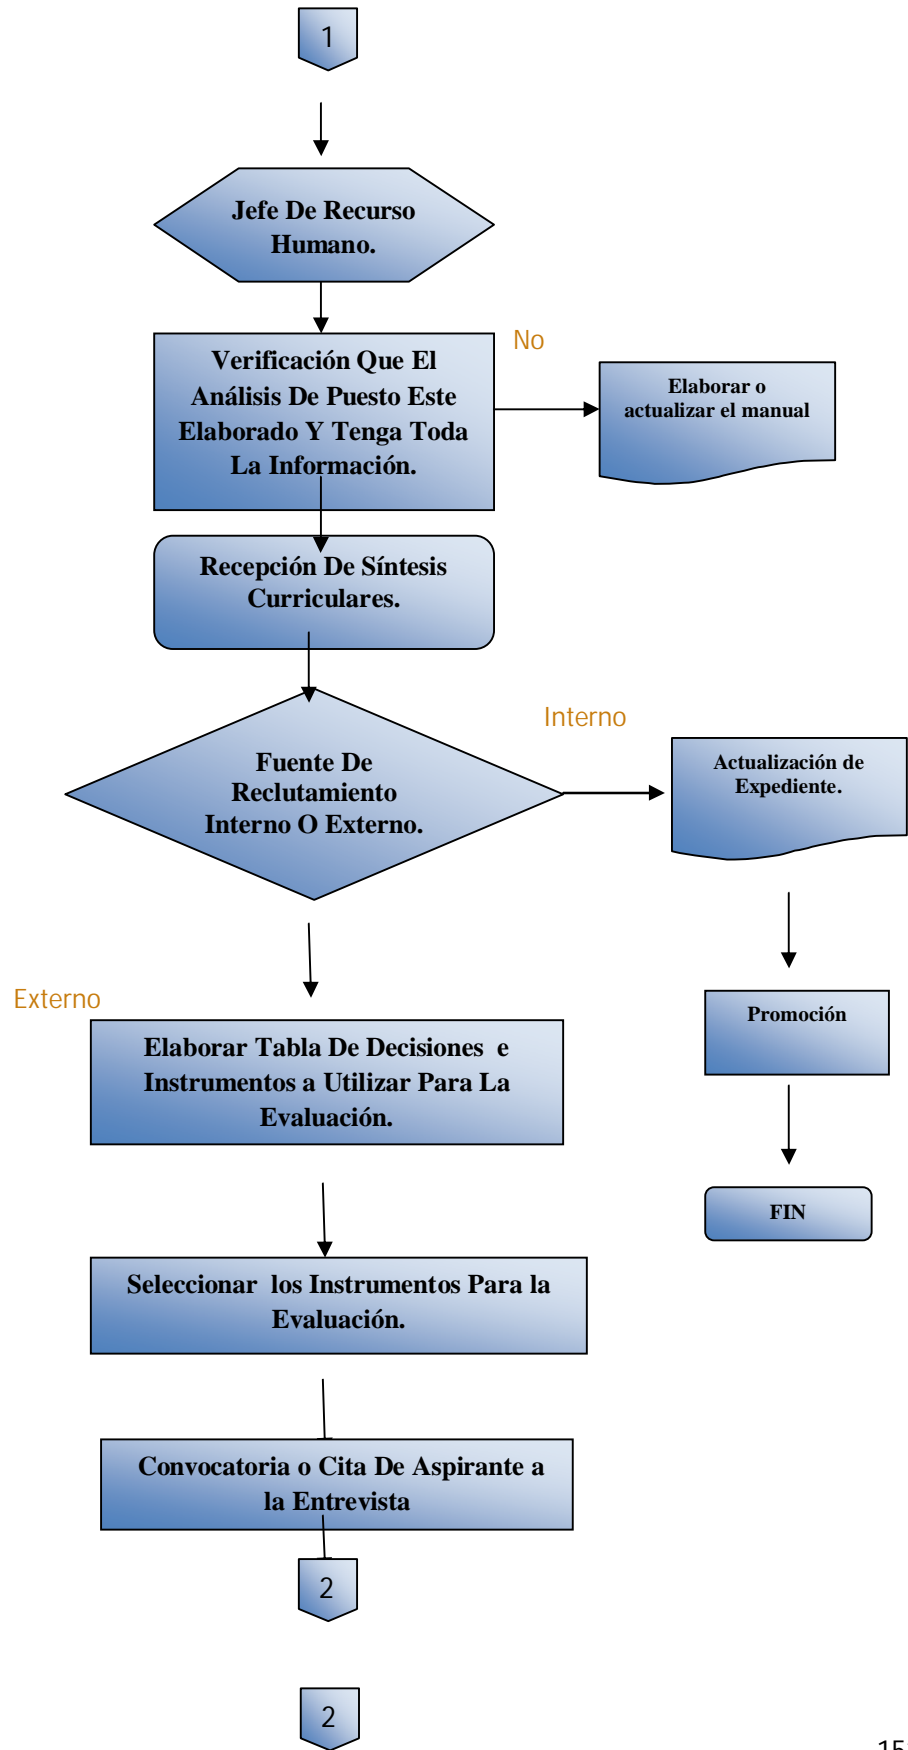 1
Jefe De Recurso
Humano.
Verificación Que El
Análisis De Puesto Este
Elaborado Y Tenga Toda
La Información.
No
Elaborar o
actualizar el manual
Recepción De Síntesis
Curriculares.
Fuente De
Reclutamiento
Interno O Externo.
Interno
Actualización de
Expediente.
Promoción
FIN
Externo
Elaborar Tabla De Decisiones e
Instrumentos a Utilizar Para La
Evaluación.
Seleccionar los Instrumentos Para la
Evaluación.
Convocatoria o Cita De Aspirante a
la Entrevista
2
2
15